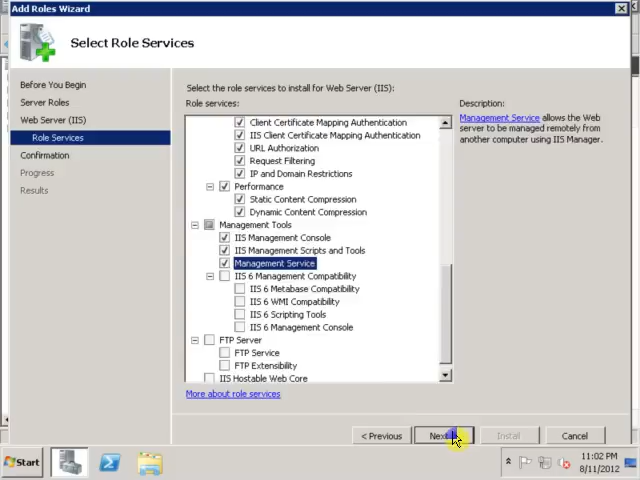 Add Roles Wizard
Select Role Services
Before You Begin
Server Roles
Web Server (IIS)
Role Services
Confirmation
Progress
Results
Select the role services to install for Web Server (IIS):
Role services:
Client Certificate Mapping Authentication
IIS Client Certificate Mapping Authentication
URL Authorization
Request Filtering
IP and Domain Restrictions
Performance
Static Content Compression
Dynamic Content Compression
Management Tools
IIS Management Console
IIS Management Scripts and Tools
Management Service
IIS 6 Management Compatibility
IIS 6 Metabase Compatibility
IIS 6 WMI Compatibility
IIS 6 Scripting Tools
IIS 6 Management Console
FTP Server
FTP Service
FTP Extensibility
IIS Hostable Web Core
More about role services
Description:
Management Service allows the Web
server to be managed remotely from
another computer using IIS Manager.
< Previous
Next
Install
Cancel
Start
11:02 PM
8/11/2012